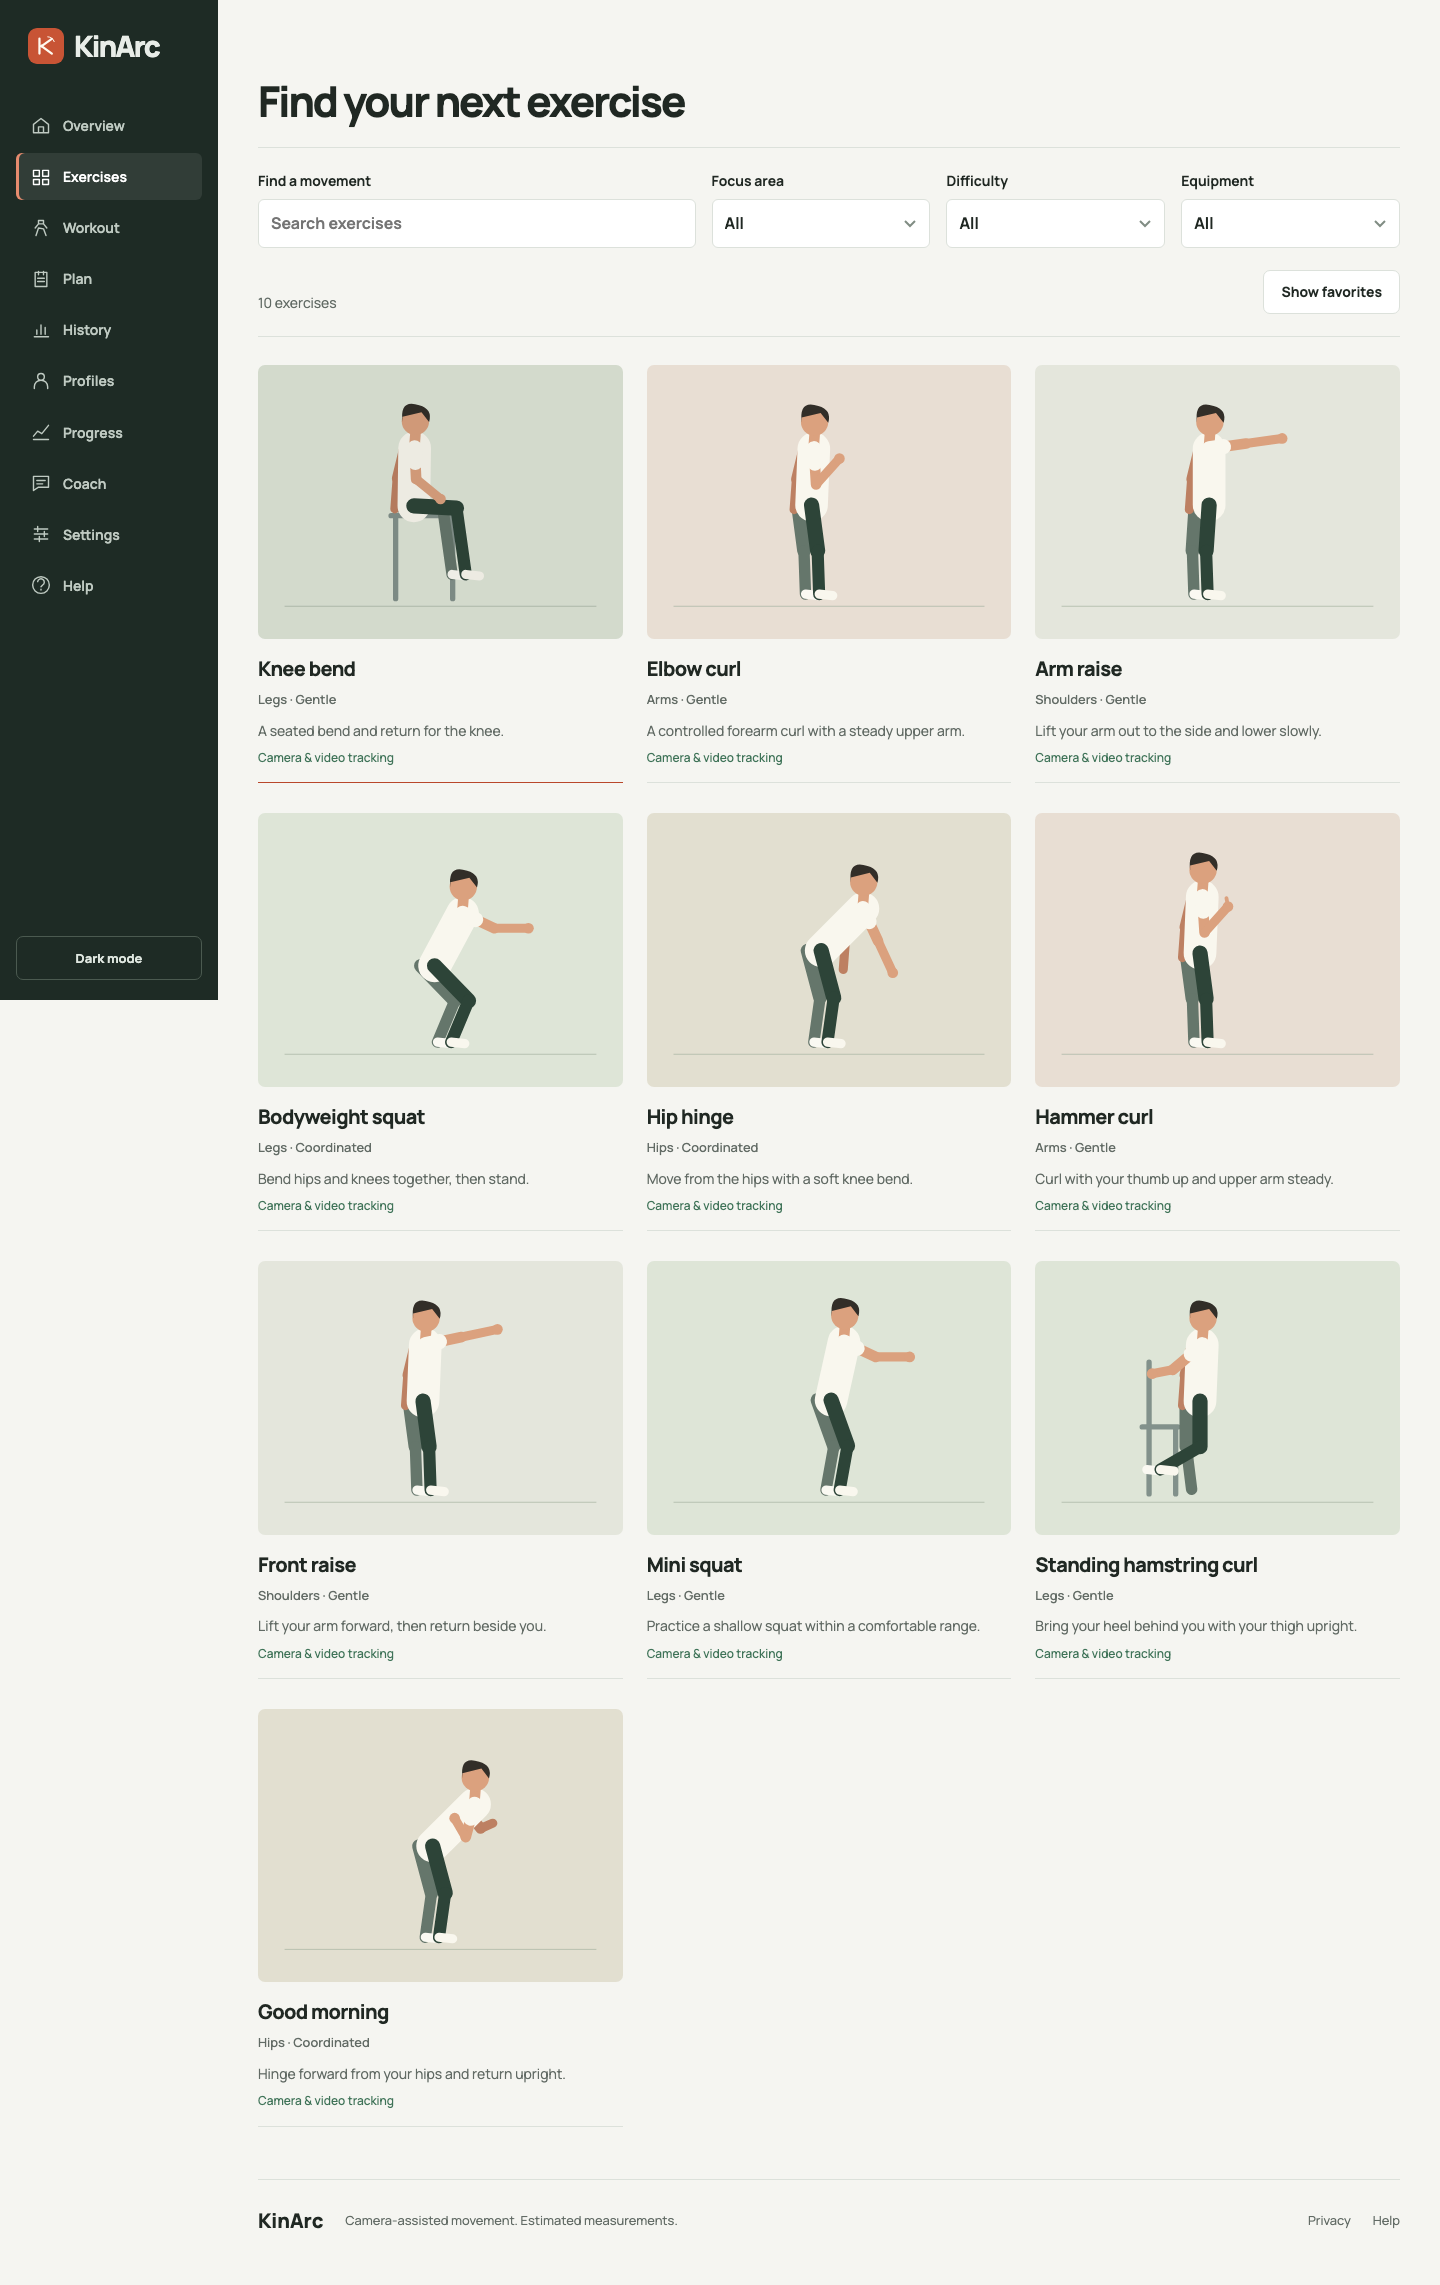 KinArc
Overview
Exercises
Workout
Plan
History
Profiles
Progress
Coach
Settings
Help
Dark mode
Find your next exercise
Find a movement
Focus area
Difficulty
Equipment
Search exercises
All
All
All
10 exercises
Show favorites
Knee bend
Legs · Gentle
A seated bend and return for the knee.
Camera & video tracking
Elbow curl
Arms · Gentle
A controlled forearm curl with a steady upper arm.
Camera & video tracking
Arm raise
Shoulders · Gentle
Lift your arm out to the side and lower slowly.
Camera & video tracking
Bodyweight squat
Legs · Coordinated
Bend hips and knees together, then stand.
Camera & video tracking
Hip hinge
Hips · Coordinated
Move from the hips with a soft knee bend.
Camera & video tracking
Hammer curl
Arms · Gentle
Curl with your thumb up and upper arm steady.
Camera & video tracking
Front raise
Shoulders · Gentle
Lift your arm forward, then return beside you.
Camera & video tracking
Mini squat
Legs · Gentle
Practice a shallow squat within a comfortable range.
Camera & video tracking
Standing hamstring curl
Legs · Gentle
Bring your heel behind you with your thigh upright.
Camera & video tracking
Good morning
Hips · Coordinated
Hinge forward from your hips and return upright.
Camera & video tracking
KinArc
Camera-assisted movement. Estimated measurements.
Privacy
Help